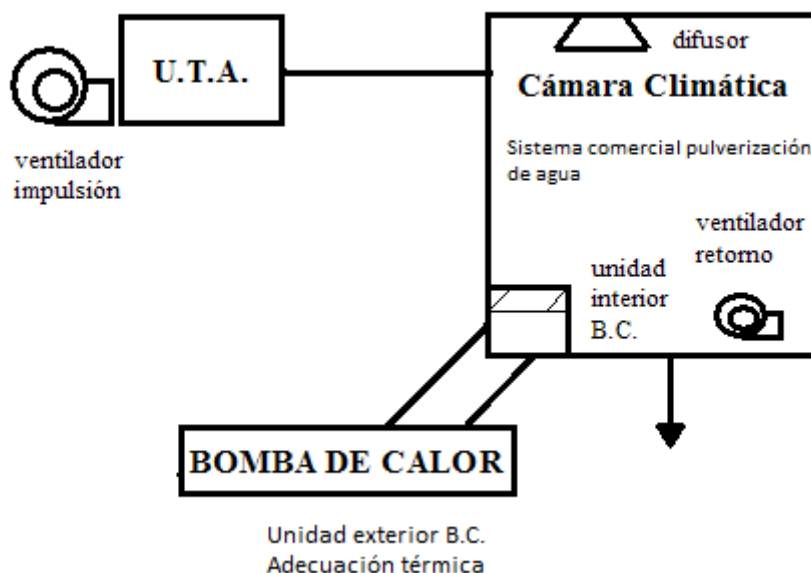 U.T.A.
ventilador
impulsión
difusor
Cámara Climática
Sistema comercial pulverización
de agua
ventilador
retorno
unidad
interior
B.C.
BOMBA DE CALOR
Unidad exterior B.C.
Adecuación térmica